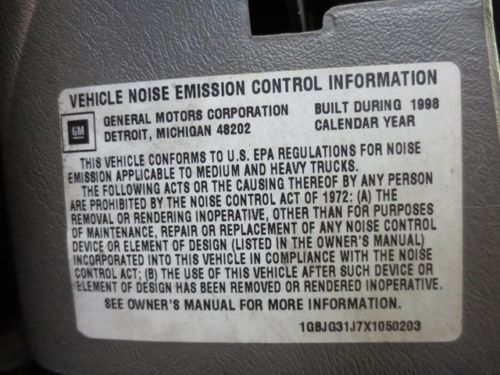 VEHICLE NOISE EMISSION CONTROL INFORMATION
GM GENERAL MOTORS CORPORATION BUILT DURING 1998
DETROIT, MICHIGAN 48202 CALENDAR YEAR
THIS VEHICLE CONFORMS TO U.S. EPA REGULATIONS FOR NOISE
EMISSION APPLICABLE TO MEDIUM AND HEAVY TRUCKS.
THE FOLLOWING ACTS OR THE CAUSING THEREOF BY ANY PERSON
ARE PROHIBITED BY THE NOISE CONTROL ACT OF 1972: (A) THE
REMOVAL OR RENDERING INOPERATIVE, OTHER THAN FOR PURPOSES
OF MAINTENANCE, REPAIR OR REPLACEMENT OF ANY NOISE CONTROL
DEVICE OR ELEMENT OF DESIGN (LISTED IN THE OWNER'S MANUAL)
INCORPORATED INTO THIS VEHICLE IN COMPLIANCE WITH THE NOISE
CONTROL ACT; (B) THE USE OF THIS VEHICLE AFTER SUCH DEVICE OR
ELEMENT OF DESIGN HAS BEEN REMOVED OR RENDERED INOPERATIVE.
SEE OWNER'S MANUAL FOR MORE INFORMATION.
1GBJG31J7X1050203